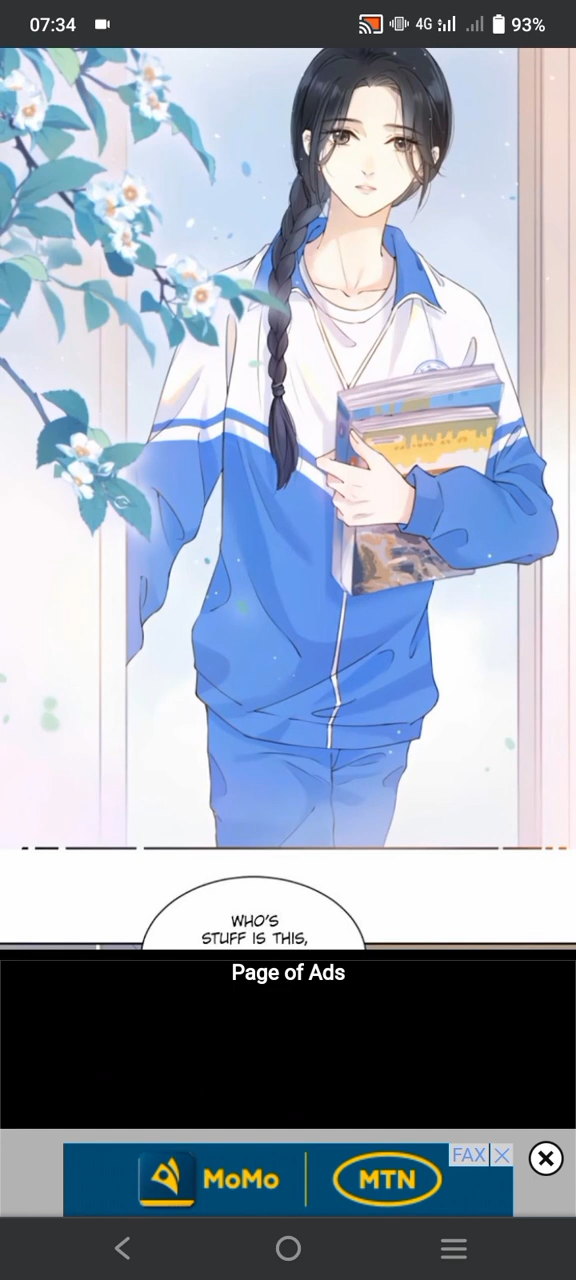 07:34
4G
93%
WHO'S
STUFF IS THIS,
Page of Ads
FAX
MoMo
MTN